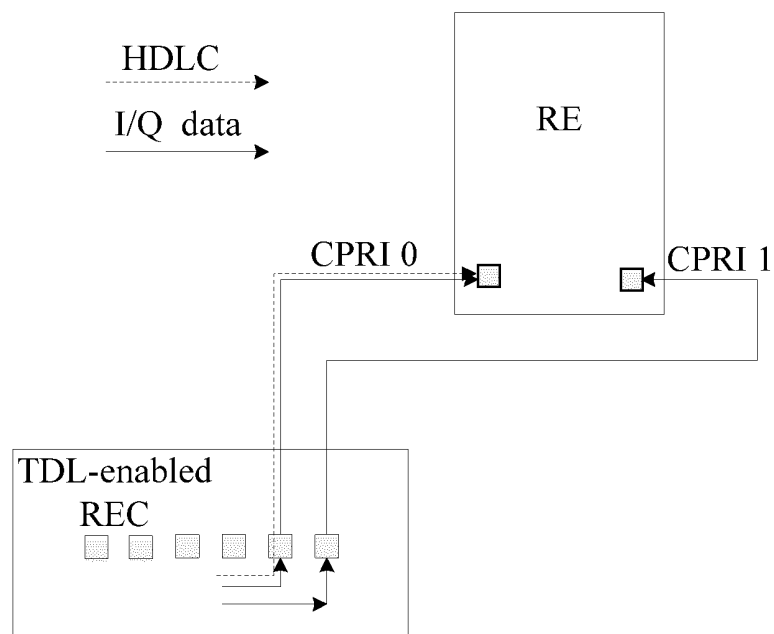 HDLC
I/Q data
RE
CPRI 0
CPRI 1
TDL-enabled
REC